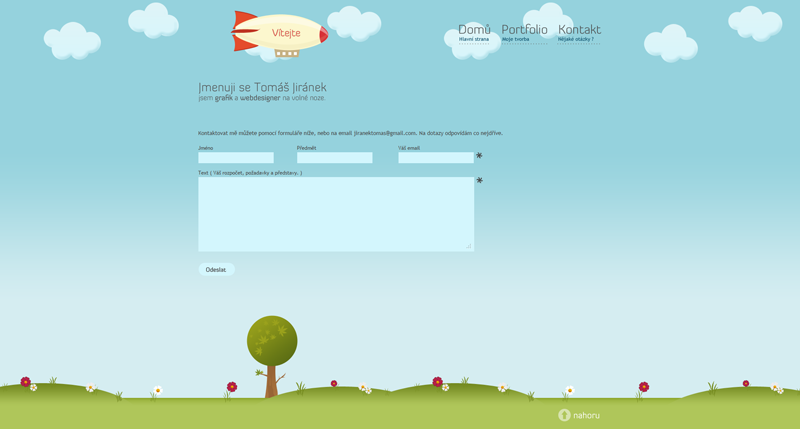 Vítejte
Domů Portfolio Kontakt
Hlavní strana Moje tvorba Nějaké otázky ?
Jmenuji se Tomáš Jiránek
jsem grafik a webdesigner na volné noze.
Kontaktovat mě můžete pomocí formuláře níže, nebo na email jiranektomas@gmail.com. Na dotazy odpovídám co nejdříve.
Jméno Předmět Váš email
Text ( Váš rozpočet, požadavky a představy. )
Odeslat
nahoru